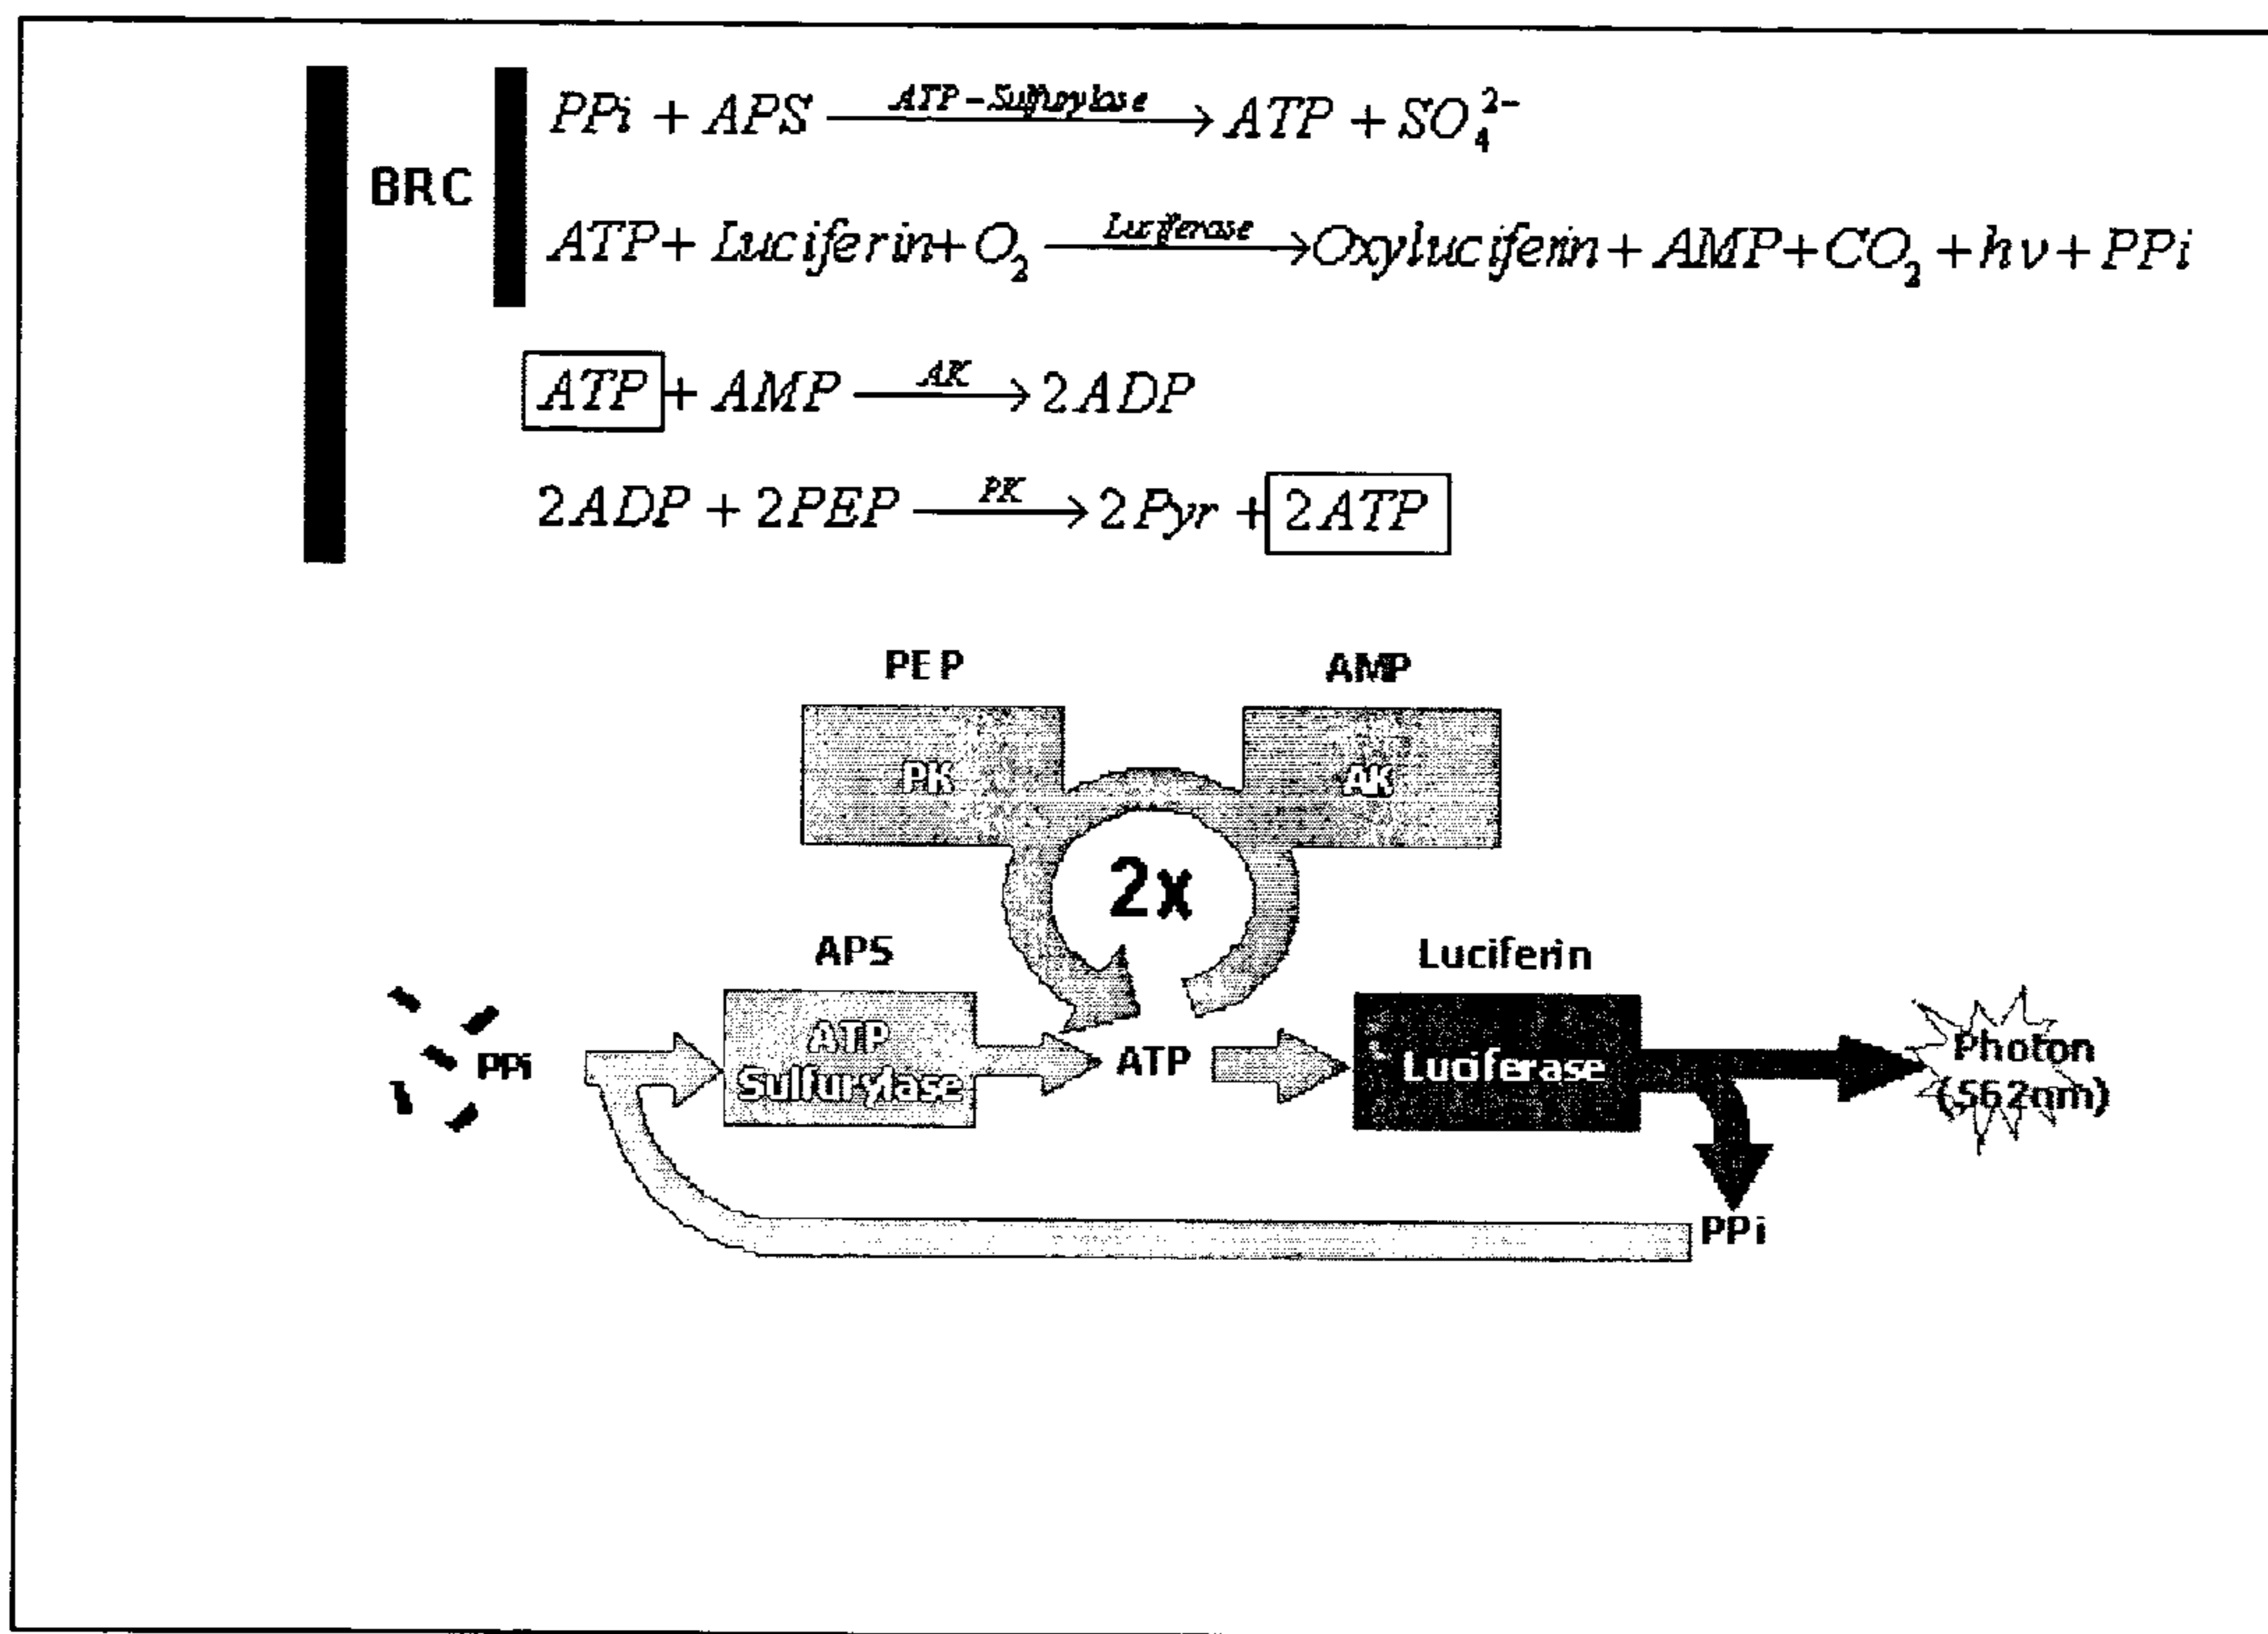 PPi + APS ATP-Sulfurylase → ATP + SO₄²⁻
BRC
ATP + Luciferin + O₂ Luciferase → Oxyluciferin + AMP + CO₂ + hν + PPi
ATP + AMP AK → 2ADP
2ADP + 2PEP PK → 2Pyr + 2ATP
PEP AMP
PK AK
2x
APS Luciferin
ATP
Sulfurylase
PPi ATP Luciferase Photon
(562nm)
PPi